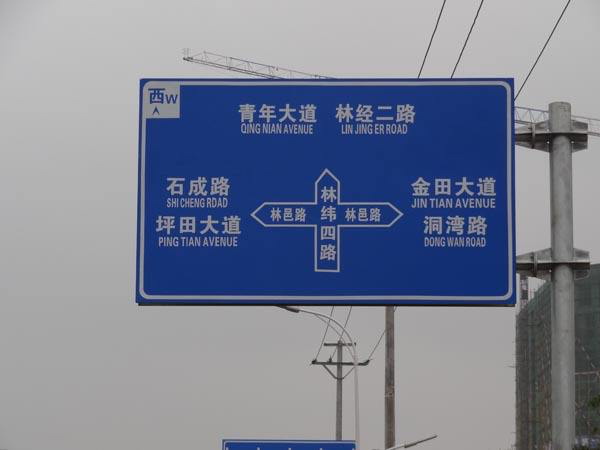 西W
青年大道 林经二路
QING NIAN AVENUE LIN JING ER ROAD
石成路
SHI CHENG RDAD
坪田大道
PING TIAN AVENUE
林邑路
林纬四路
林邑路
金田大道
JIN TIAN AVENUE
洞湾路
DONG WAN ROAD